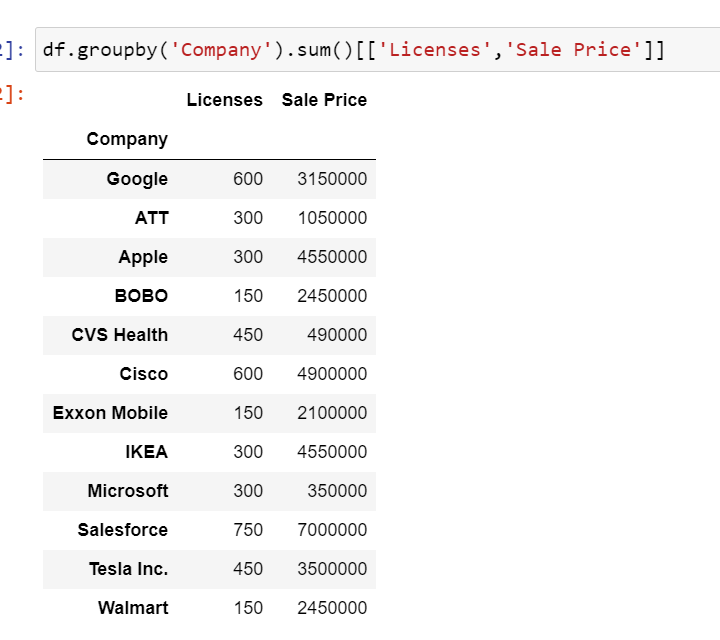 2]: df.groupby('Company').sum()[['Licenses','Sale Price']]
2]:
Licenses Sale Price
Company
Google 600 3150000
ATT 300 1050000
Apple 300 4550000
BOBO 150 2450000
CVS Health 450 490000
Cisco 600 4900000
Exxon Mobile 150 2100000
IKEA 300 4550000
Microsoft 300 350000
Salesforce 750 7000000
Tesla Inc. 450 3500000
Walmart 150 2450000